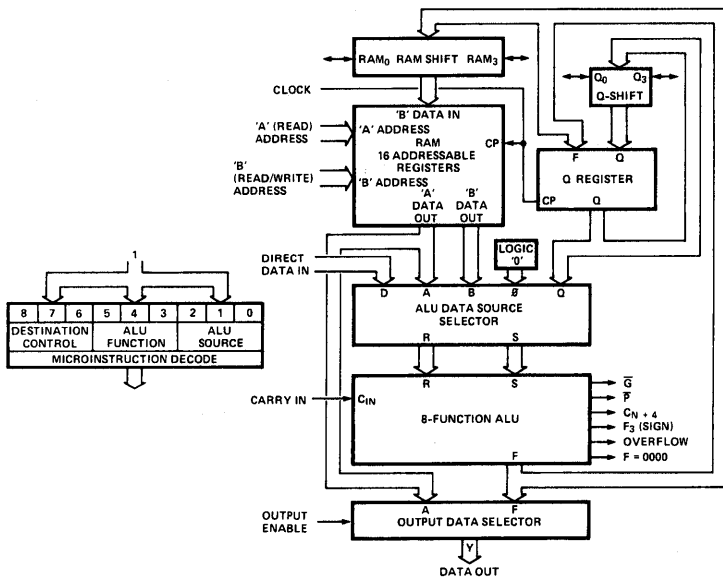 RAM0 RAM SHIFT RAM3
Q0 Q3
Q-SHIFT
CLOCK
'B' DATA IN
'A' (READ)
ADDRESS
'A' ADDRESS
RAM
16 ADDRESSABLE
REGISTERS
CP
'B'
(READ/WRITE)
ADDRESS
'B' ADDRESS
'A'
DATA
OUT
'B'
DATA
OUT
F Q
Q REGISTER
CP Q
LOGIC
'0'
DIRECT
DATA IN
D A B Ø Q
ALU DATA SOURCE
SELECTOR
R S
1
8 7 6 5 4 3 2 1 0
DESTINATION
CONTROL
ALU
FUNCTION
ALU
SOURCE
MICROINSTRUCTION DECODE
R S
CARRY IN
CIN
8-FUNCTION ALU
F
G̅
P̅
CN + 4
F3 (SIGN)
OVERFLOW
F = 0000
A F
OUTPUT
ENABLE
OUTPUT DATA SELECTOR
Y
DATA OUT